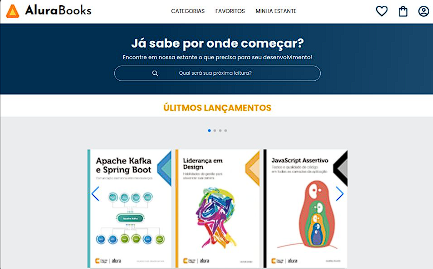 AluraBooks
CATEGORIAS FAVORITOS MINHA ESTANTE
Já sabe por onde começar?
Encontre em nossa estante o que precisa para seu desenvolvimento!
Qual será sua próxima leitura?
ÚLITMOS LANÇAMENTOS
Apache Kafka
e Spring Boot
Liderança em
Design
JavaScript Assertivo
alura
alura
alura